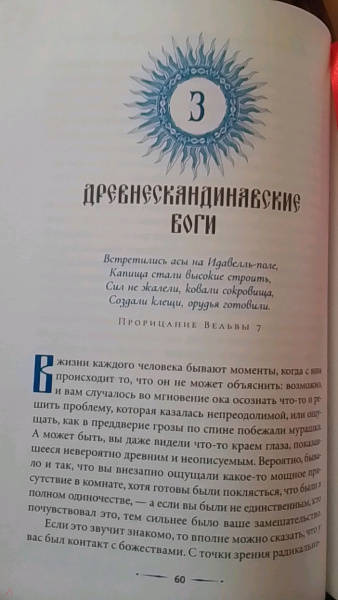 3
ДРЕВНЕСКАНДИНАВСКИЕ
БОГИ
Встретились асы на Идавелль-поле,
Капища стали высокие строить,
Сил не жалели, ковали сокровища,
Создали клещи, орудья готовили.
Прорицание Вёльвы 7
В жизни каждого человека бывают моменты, когда с ним
происходит то, что он не может объяснить: возможно,
и вам случалось во мгновение ока осознать что-то и ре-
шить проблему, которая казалась непреодолимой, или ощу-
щать, как в преддверие грозы по спине побежали мурашки.
А может быть, вы даже видели что-то краем глаза, показав-
шееся невероятно древним и неописуемым. Вероятно, быва-
ло и так, что вы внезапно ощущали какое-то мощное при-
сутствие в комнате, хотя готовы были поклясться, что были в
полном одиночестве, — а если вы были не единственным, кто
почувствовал это, тем сильнее было ваше замешательство.
Если это звучит знакомо, то вполне можно сказать, что у
вас был контакт с божествами. С точки зрения радикально-
60